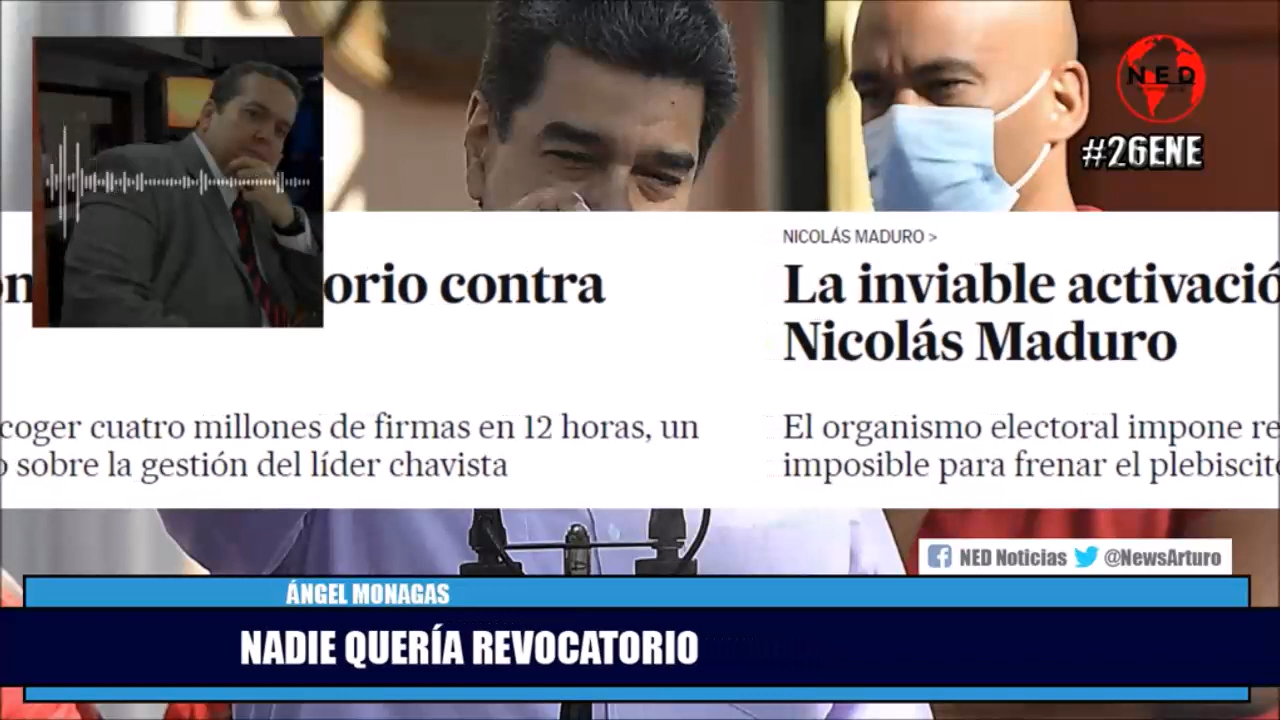 NED
#26ENE
NICOLÁS MADURO >
orio contra
La inviable activació
Nicolás Maduro
coger cuatro millones de firmas en 12 horas, un
o sobre la gestión del líder chavista
El organismo electoral impone re
imposible para frenar el plebiscito
NED Noticias @NewsArturo
ÁNGEL MONAGAS
NADIE QUERÍA REVOCATORIO